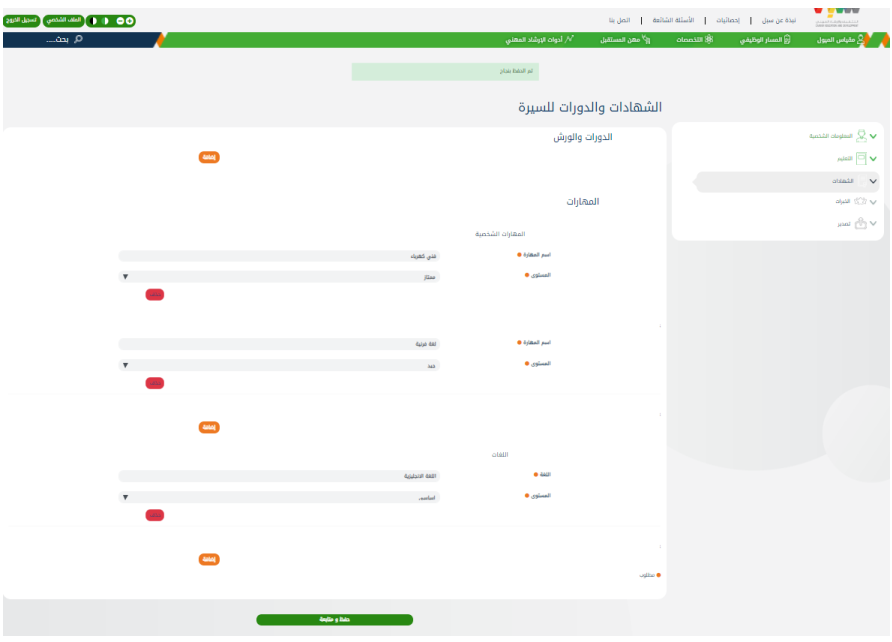 نبذة عن سبل | إحصائيات | الأسئلة الشائعة | اتصل بنا
الملف الشخصي
تسجيل الخروج
مقياس الميول
المسار الوظيفي
التخصصات
مهن المستقبل
أدوات الإرشاد المهني
بحث.....
تم الحفظ بنجاح
الشهادات والدورات للسيرة
المعلومات الشخصية
التعليم
الشهادات
الخبرات
تصدير
الدورات والورش
إضافة
المهارات
المهارات الشخصية
اسم المهارة
فني كهرباء
المستوى
ممتاز
اسم المهارة
لغة عربية
المستوى
جيد
إضافة
اللغات
اللغة
اللغة الانجليزية
المستوى
أساسي
إضافة
مطلوب
حفظ و متابعة